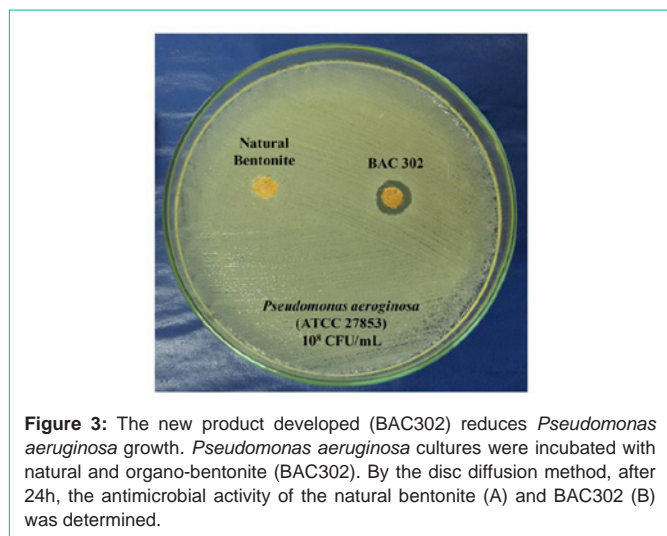 Natural
Bentonite
BAC 302
Pseudomonas aeroginosa
(ATCC 27853)
10⁸ CFU/mL
Figure 3: The new product developed (BAC302) reduces Pseudomonas
aeruginosa growth. Pseudomonas aeruginosa cultures were incubated with
natural and organo-bentonite (BAC302). By the disc diffusion method, after
24h, the antimicrobial activity of the natural bentonite (A) and BAC302 (B)
was determined.